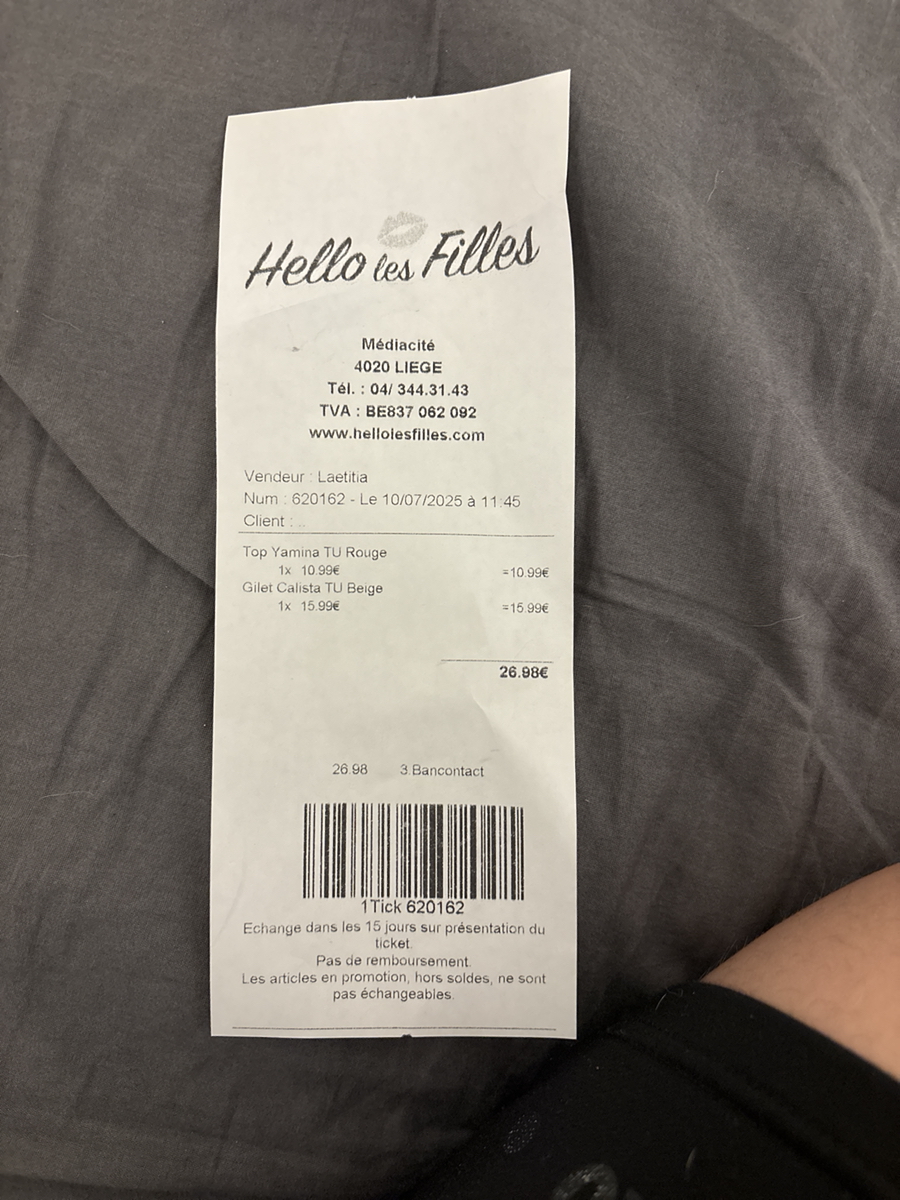 Hello les Filles
Médiacité
4020 LIEGE
Tél. : 04/ 344.31.43
TVA : BE837 062 092
www.hellolesfilles.com
Vendeur : Laetitia
Num : 620162 - Le 10/07/2025 à 11:45
Client : ..
Top Yamina TU Rouge
1x 10.99€ =10.99€
Gilet Calista TU Beige
1x 15.99€ =15.99€
26.98€
26.98 3.Bancontact
1Tick 620162
Echange dans les 15 jours sur présentation du
ticket.
Pas de remboursement.
Les articles en promotion, hors soldes, ne sont
pas échangeables.